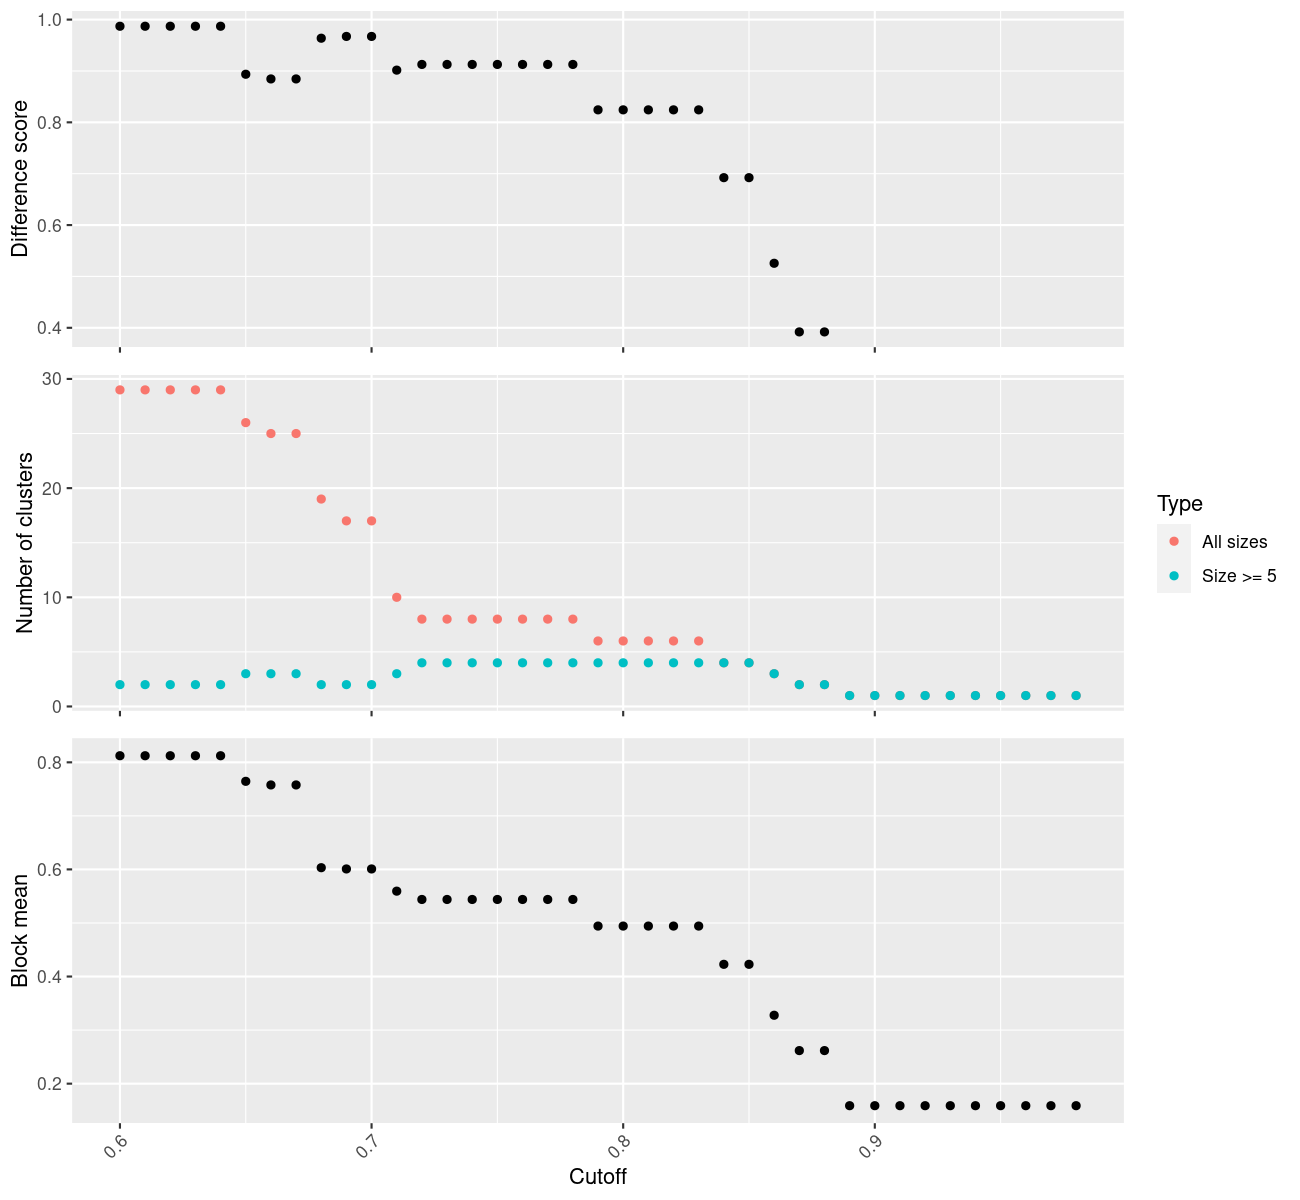 1.0
0.8
0.6
0.4
Difference score
30
20
10
0
Number of clusters
Type
All sizes
Size >= 5
0.8
0.6
0.4
0.2
Block mean
0.6
0.7
0.8
0.9
Cutoff